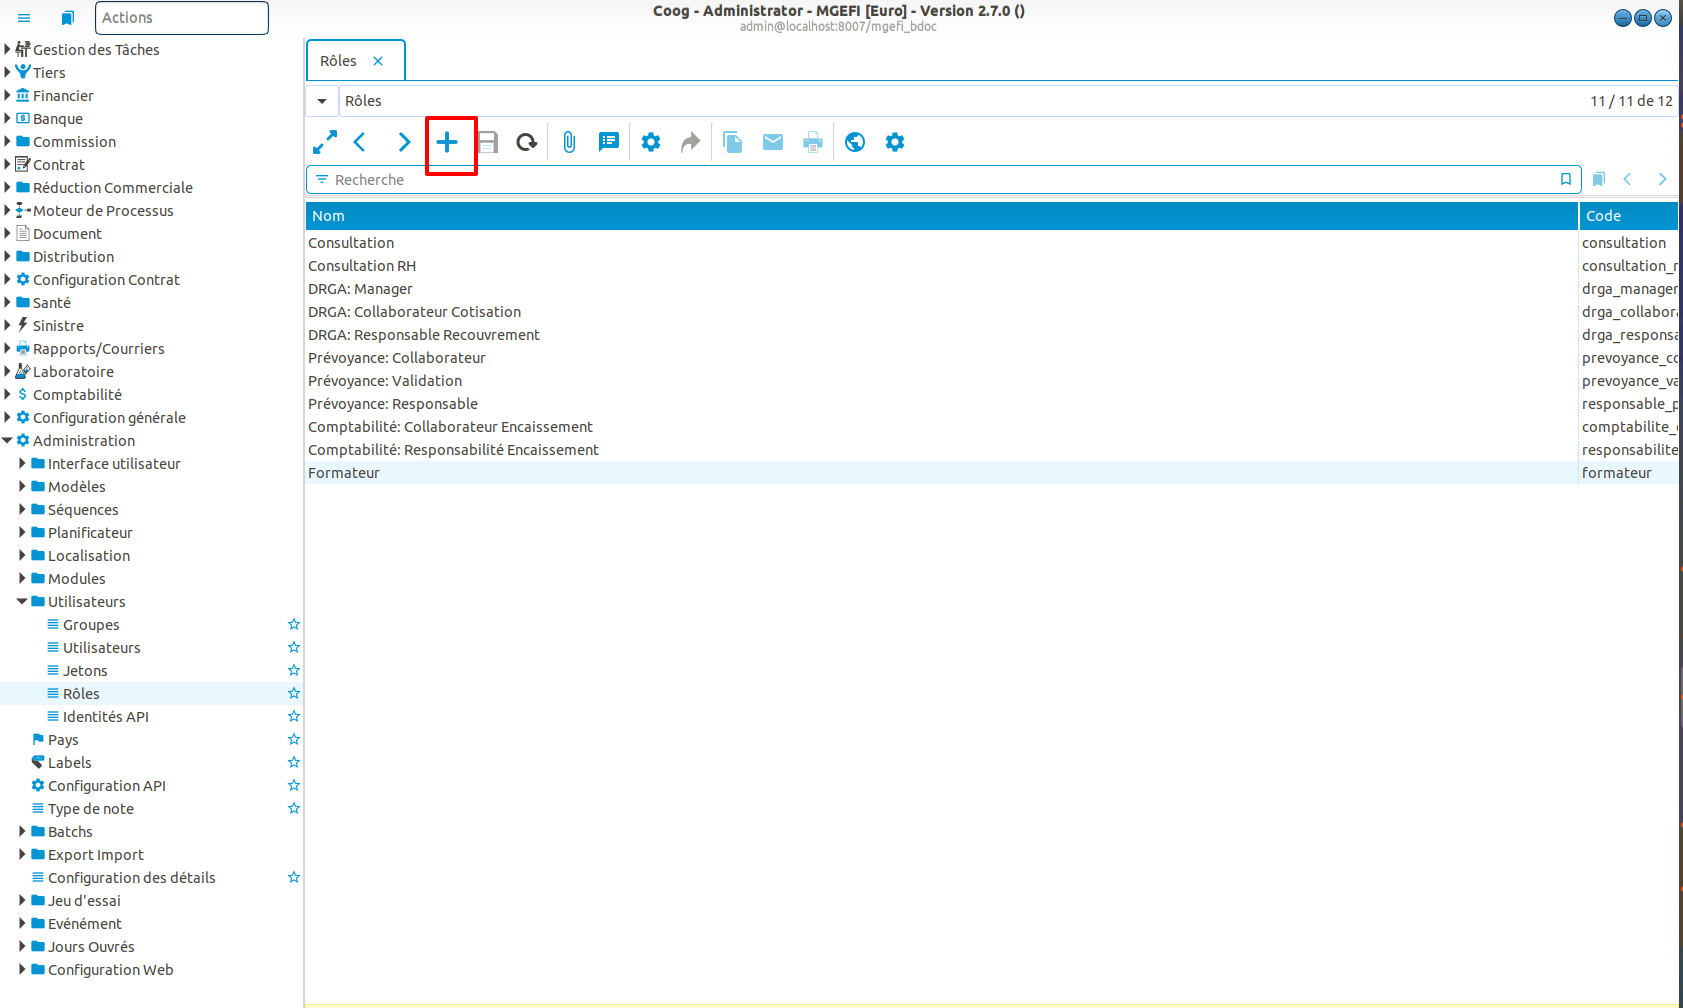 Actions
Coog - Administrator - MGEFI [Euro] - Version 2.7.0 ()
admin@localhost:8007/mgefi_bdoc
Gestion des Tâches
Tiers
Financier
Banque
Commission
Contrat
Réduction Commerciale
Moteur de Processus
Document
Distribution
Configuration Contrat
Santé
Sinistre
Rapports/Courriers
Laboratoire
Comptabilité
Configuration générale
Administration
Interface utilisateur
Modèles
Séquences
Planificateur
Localisation
Modules
Utilisateurs
Groupes
Utilisateurs
Jetons
Rôles
Identités API
Pays
Labels
Configuration API
Type de note
Batchs
Export Import
Configuration des détails
Jeu d'essai
Evénément
Jours Ouvrés
Configuration Web
Rôles
Rôles 11 / 11 de 12
Recherche
Nom Code
Consultation consultation
Consultation RH consultation_r
DRGA: Manager drga_manager
DRGA: Collaborateur Cotisation drga_collabora
DRGA: Responsable Recouvrement drga_responsa
Prévoyance: Collaborateur prevoyance_co
Prévoyance: Validation prevoyance_va
Prévoyance: Responsable responsable_p
Comptabilité: Collaborateur Encaissement comptabilite_c
Comptabilité: Responsabilité Encaissement responsabilite
Formateur formateur